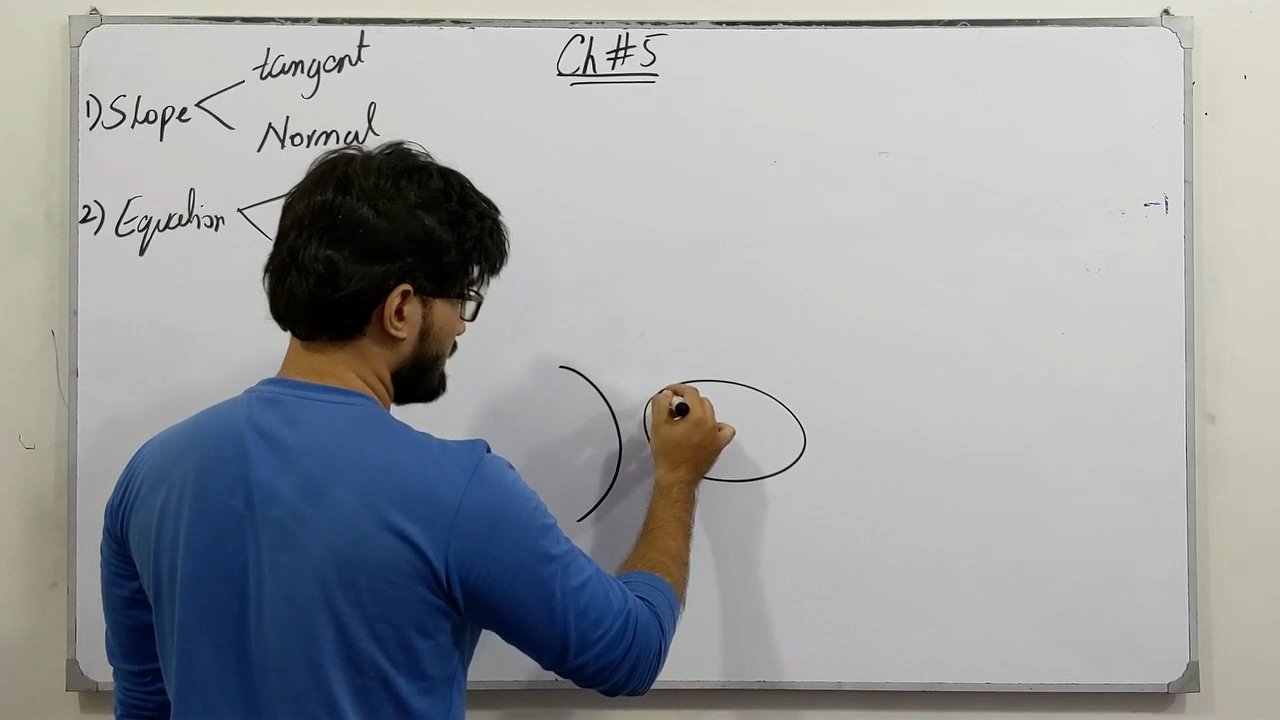 Ch #5
1) Slope < tangent
Normal
2) Equation <